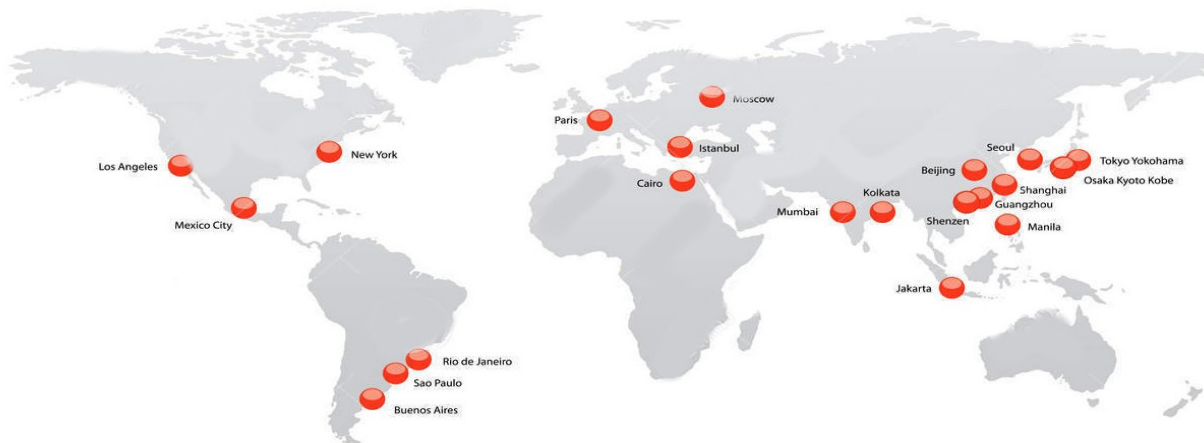 Moscow
Paris
Istanbul
New York
Los Angeles
Seoul
Tokyo Yokohama
Beijing
Osaka Kyoto Kobe
Cairo
Kolkata
Shanghai
Guangzhou
Mumbai
Shenzen
Mexico City
Manila
Jakarta
Rio de Janeiro
Sao Paulo
Buenos Aires